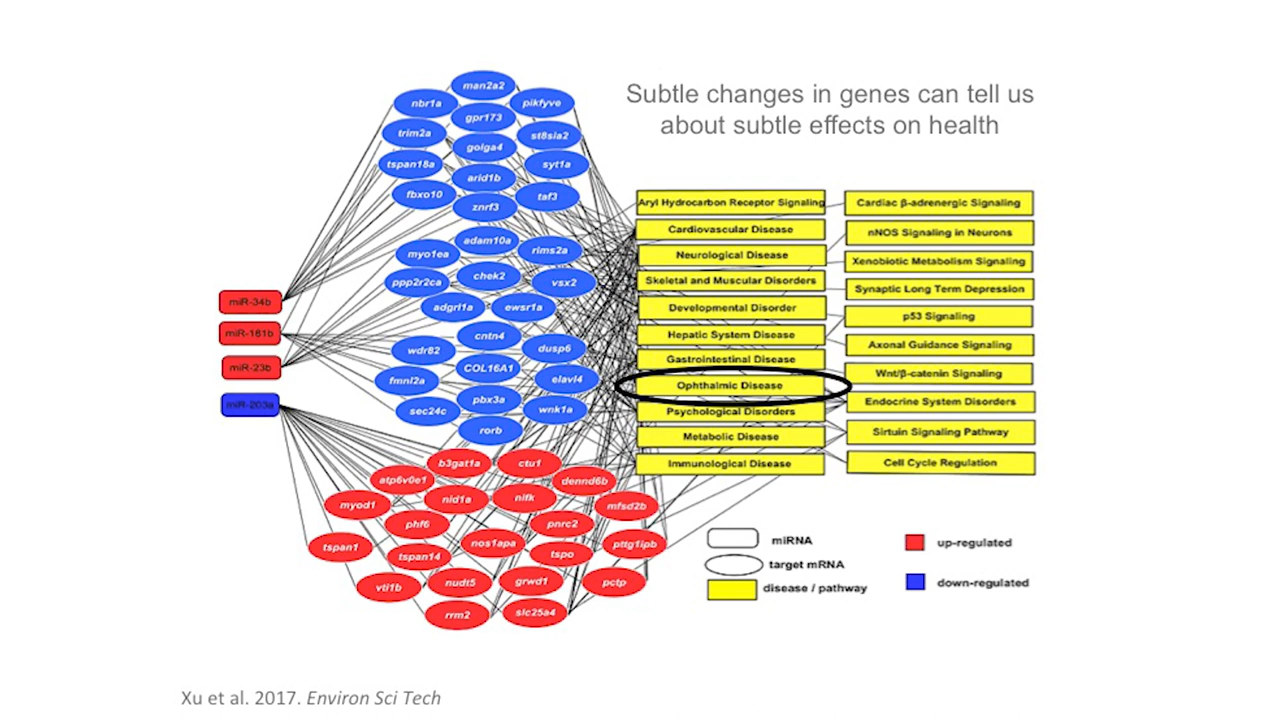 Subtle changes in genes can tell us
about subtle effects on health
man2a2
nbr1a
pikfyve
gpr173
trim2a
st8sia2
golga4
tspan18a
syt1a
arid1b
fbxo10
taf3
znrf3
adam10a
myo1ea
rims2a
chek2
ppp2r2ca
vsx2
adgrl1a
ewsr1a
cntn4
wdr82
dusp6
COL16A1
fmnl2a
elavl4
pbx3a
sec24c
wnk1a
rorb
miR-34b
miR-181b
miR-23b
miR-203a
b3gat1a
ctu1
atp6v0e1
dennd6b
nid1a
nifk
myod1
mfsd2b
phf6
pnrc2
nos1apa
pttg1ipb
tspan1
tspan14
tspo
vti1b
nudt5
grwd1
pctp
rrm2
slc25a4
Aryl Hydrocarbon Receptor Signaling
Cardiovascular Disease
Neurological Disease
Skeletal and Muscular Disorders
Developmental Disorder
Hepatic System Disease
Gastrointestinal Disease
Ophthalmic Disease
Psychological Disorders
Metabolic Disease
Immunological Disease
Cardiac β-adrenergic Signaling
nNOS Signaling in Neurons
Xenobiotic Metabolism Signaling
Synaptic Long Term Depression
p53 Signaling
Axonal Guidance Signaling
Wnt/β-catenin Signaling
Endocrine System Disorders
Sirtuin Signaling Pathway
Cell Cycle Regulation
miRNA
target mRNA
disease / pathway
up-regulated
down-regulated
Xu et al. 2017. Environ Sci Tech